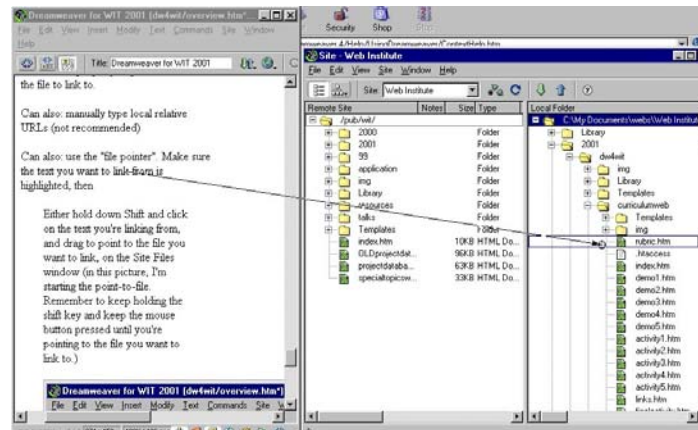 Dreamweaver for WIT 2001 (dw4wit/overview.htm*)
File Edit View Insert Modify Text Commands Site Window
Help
Title: Dreamweaver for WIT 2001
the file to link to.
Can also: manually type local relative
URLs (not recommended)
Can also: use the "file pointer". Make sure
the text you want to link from is
highlighted, then
Either hold down Shift and click
on the text you're linking from,
and drag to point to the file you
want to link, on the Site Files
window (in this picture, I'm
starting the point-to-file.
Remember to keep holding the
shift key and keep the mouse
button pressed until you're
pointing to the file you want to
link to.)
Dreamweaver for WIT 2001 (dw4wit/overview.htm*)
File Edit View Insert Modify Text Commands Site
Security Shop Stop
Site - Web Institute
File Edit View Site Window Help
Site: Web Institute
Remote Site Notes Size Type
/pub/wit/
2000 Folder
2001 Folder
99 Folder
application Folder
img Folder
Library Folder
resources Folder
talks Folder
Templates Folder
index.htm 10KB HTML Do...
OLDprojectdat... 96KB HTML Do...
projectdataba... 63KB HTML Do...
specialtopicsw... 33KB HTML Do...
Local Folder
C:\My Documents\webs\Web Institut
Library
2001
dw4wit
img
Library
Templates
curriculumweb
Templates
img
rubric.htm
.htaccess
index.htm
demo1.htm
demo2.htm
demo3.htm
demo4.htm
demo5.htm
activity1.htm
activity2.htm
activity3.htm
activity4.htm
activity5.htm
links.htm